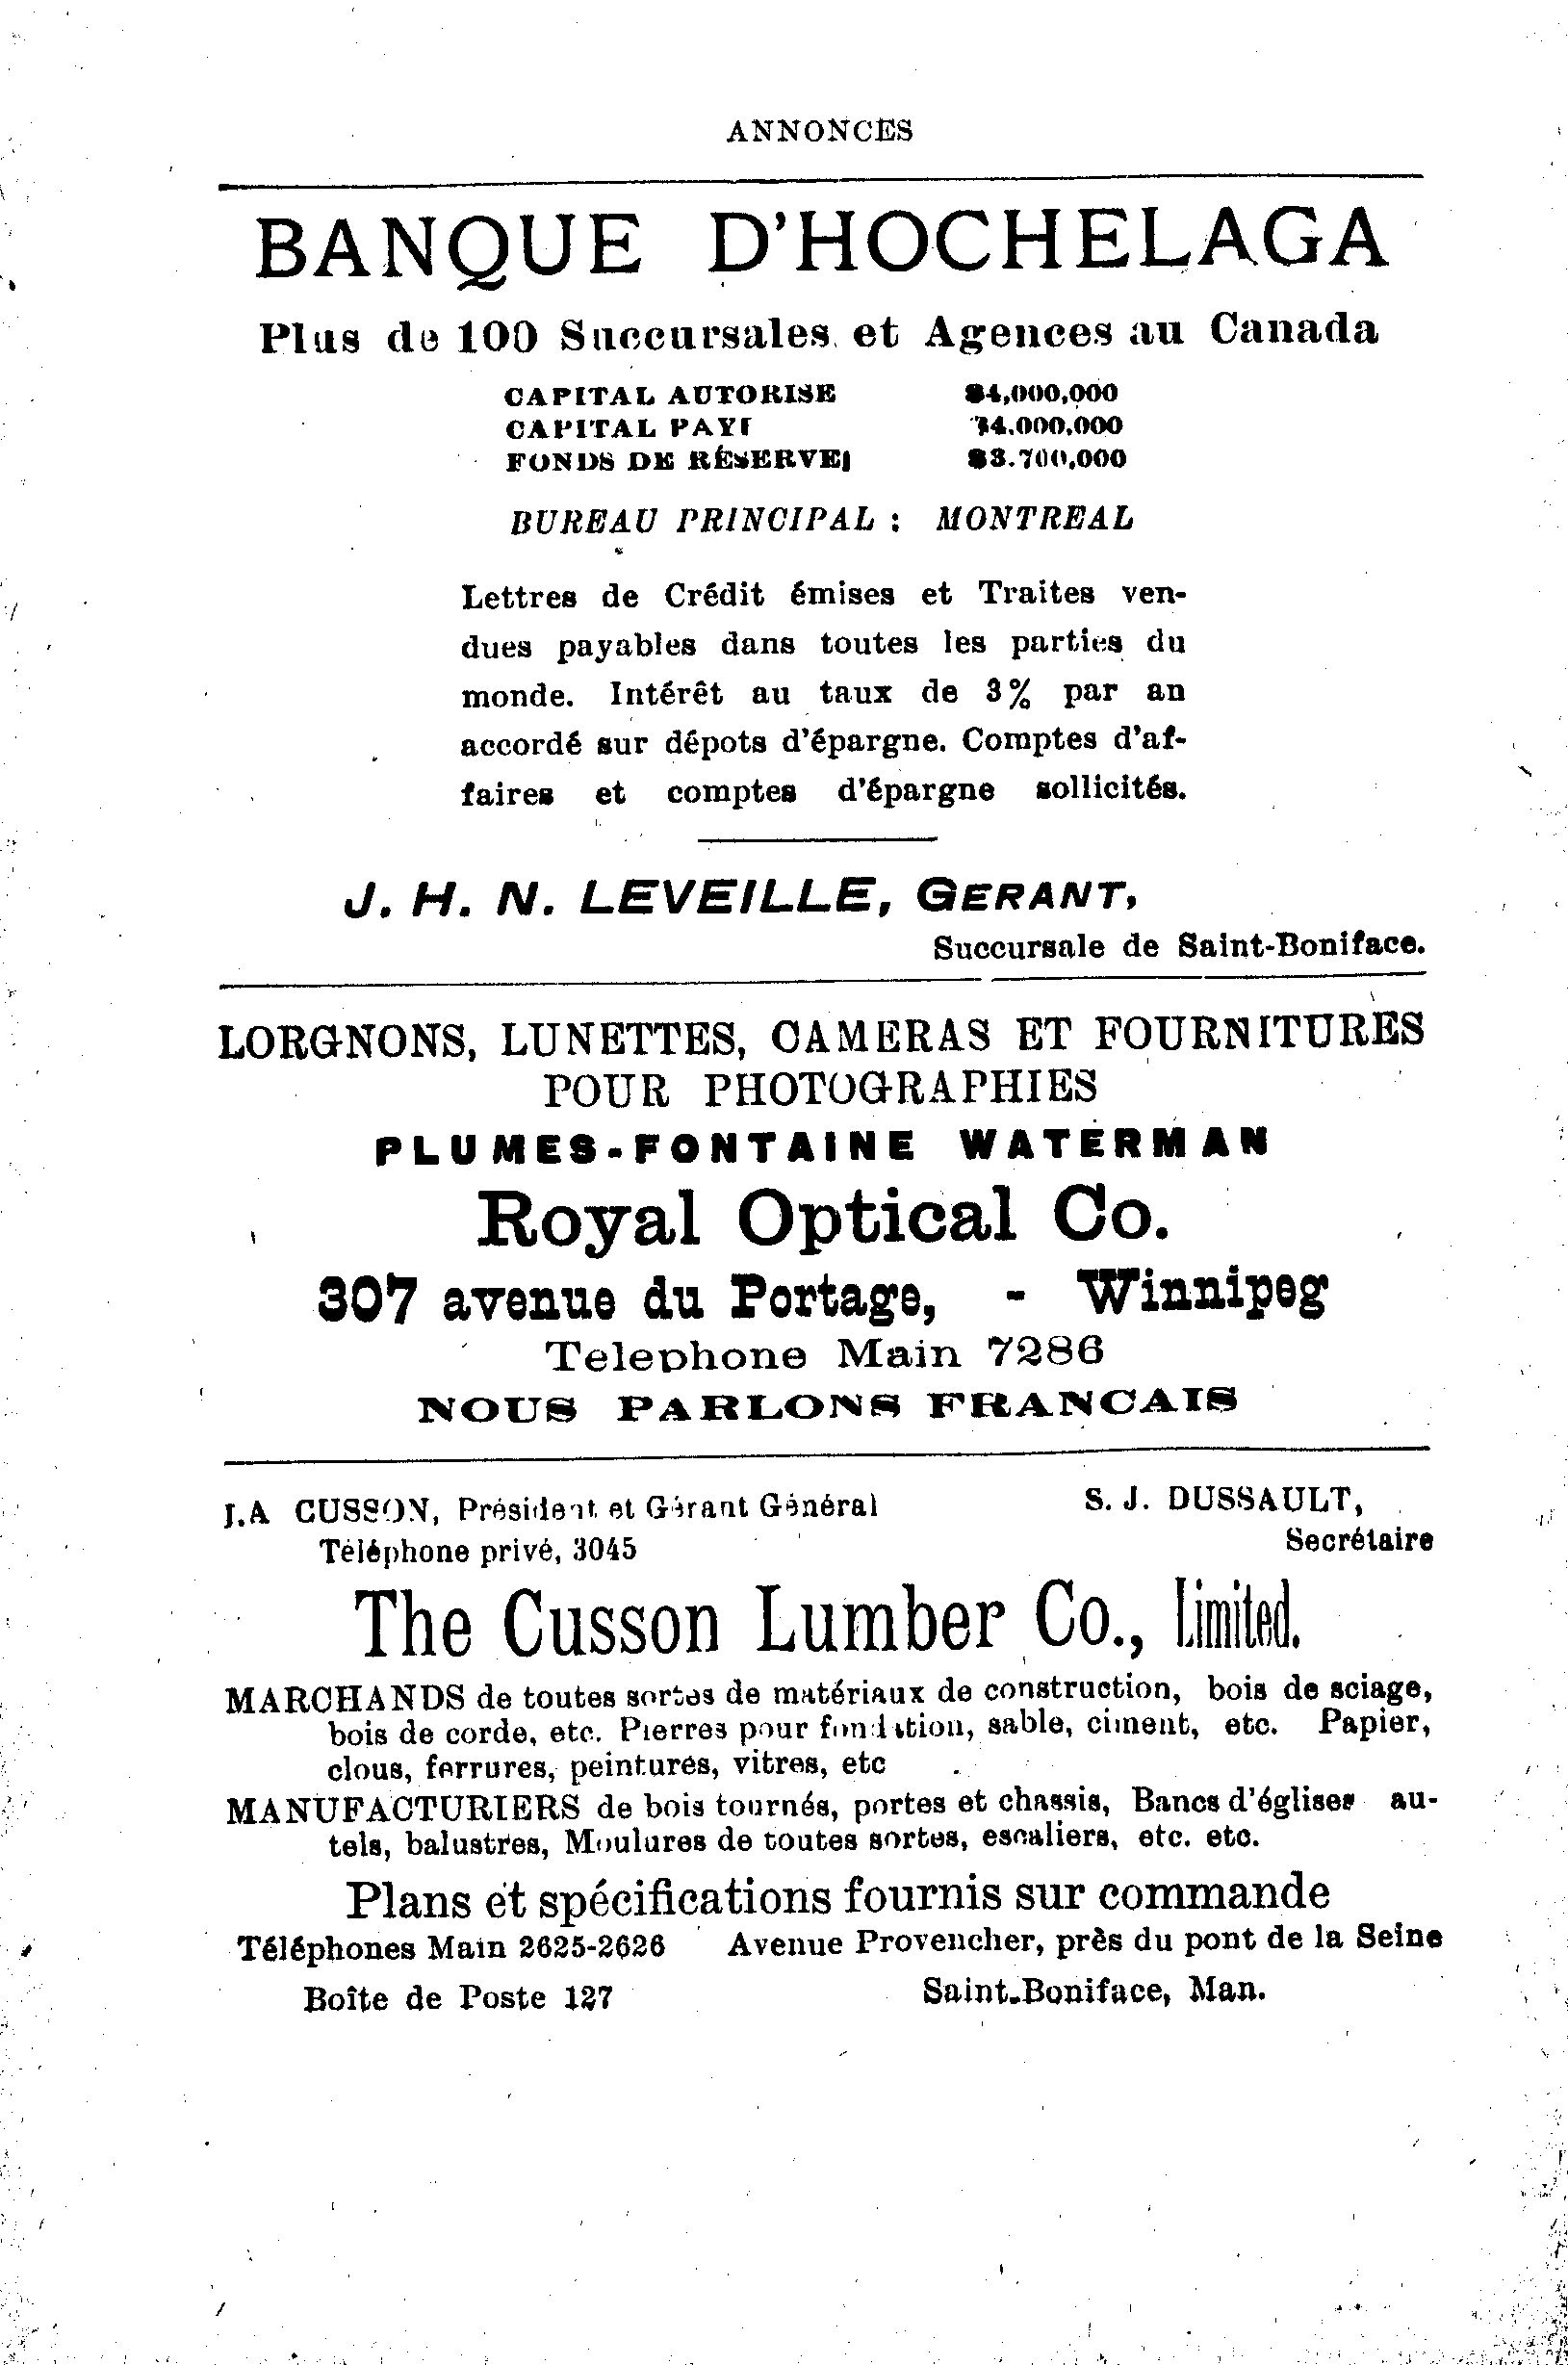 ANNONCES
BANQUE D'HOCHELAGA
Plus de 100 Succursales et Agences au Canada
CAPITAL AUTORISE $4,000,000
CAPITAL PAYE $4.000.000
FONDS DE RÉSERVE $3.700,000
BUREAU PRINCIPAL : MONTREAL
Lettres de Crédit émises et Traites ven-
dues payables dans toutes les parties du
monde. Intérêt au taux de 3% par an
accordé sur dépots d'épargne. Comptes d'af-
faires et comptes d'épargne sollicités.
J. H. N. LEVEILLE, GERANT,
Succursale de Saint-Boniface.
LORGNONS, LUNETTES, CAMERAS ET FOURNITURES
POUR PHOTOGRAPHIES
PLUMES-FONTAINE WATERMAN
Royal Optical Co.
307 avenue du Portage, - Winnipeg
Telephone Main 7286
NOUS PARLONS FRANCAIS
J.A CUSSON, Président et Gérant Général S. J. DUSSAULT,
Téléphone privé, 3045 Secrétaire
The Cusson Lumber Co., Limited.
MARCHANDS de toutes sortes de matériaux de construction, bois de sciage,
bois de corde, etc. Pierres pour fondation, sable, ciment, etc. Papier,
clous, ferrures, peintures, vitres, etc
MANUFACTURIERS de bois tournés, portes et chassis, Bancs d'églises au-
tels, balustres, Moulures de toutes sortes, escaliers, etc. etc.
Plans et spécifications fournis sur commande
Téléphones Main 2625-2626 Avenue Provencher, près du pont de la Seine
Boîte de Poste 127 Saint-Boniface, Man.